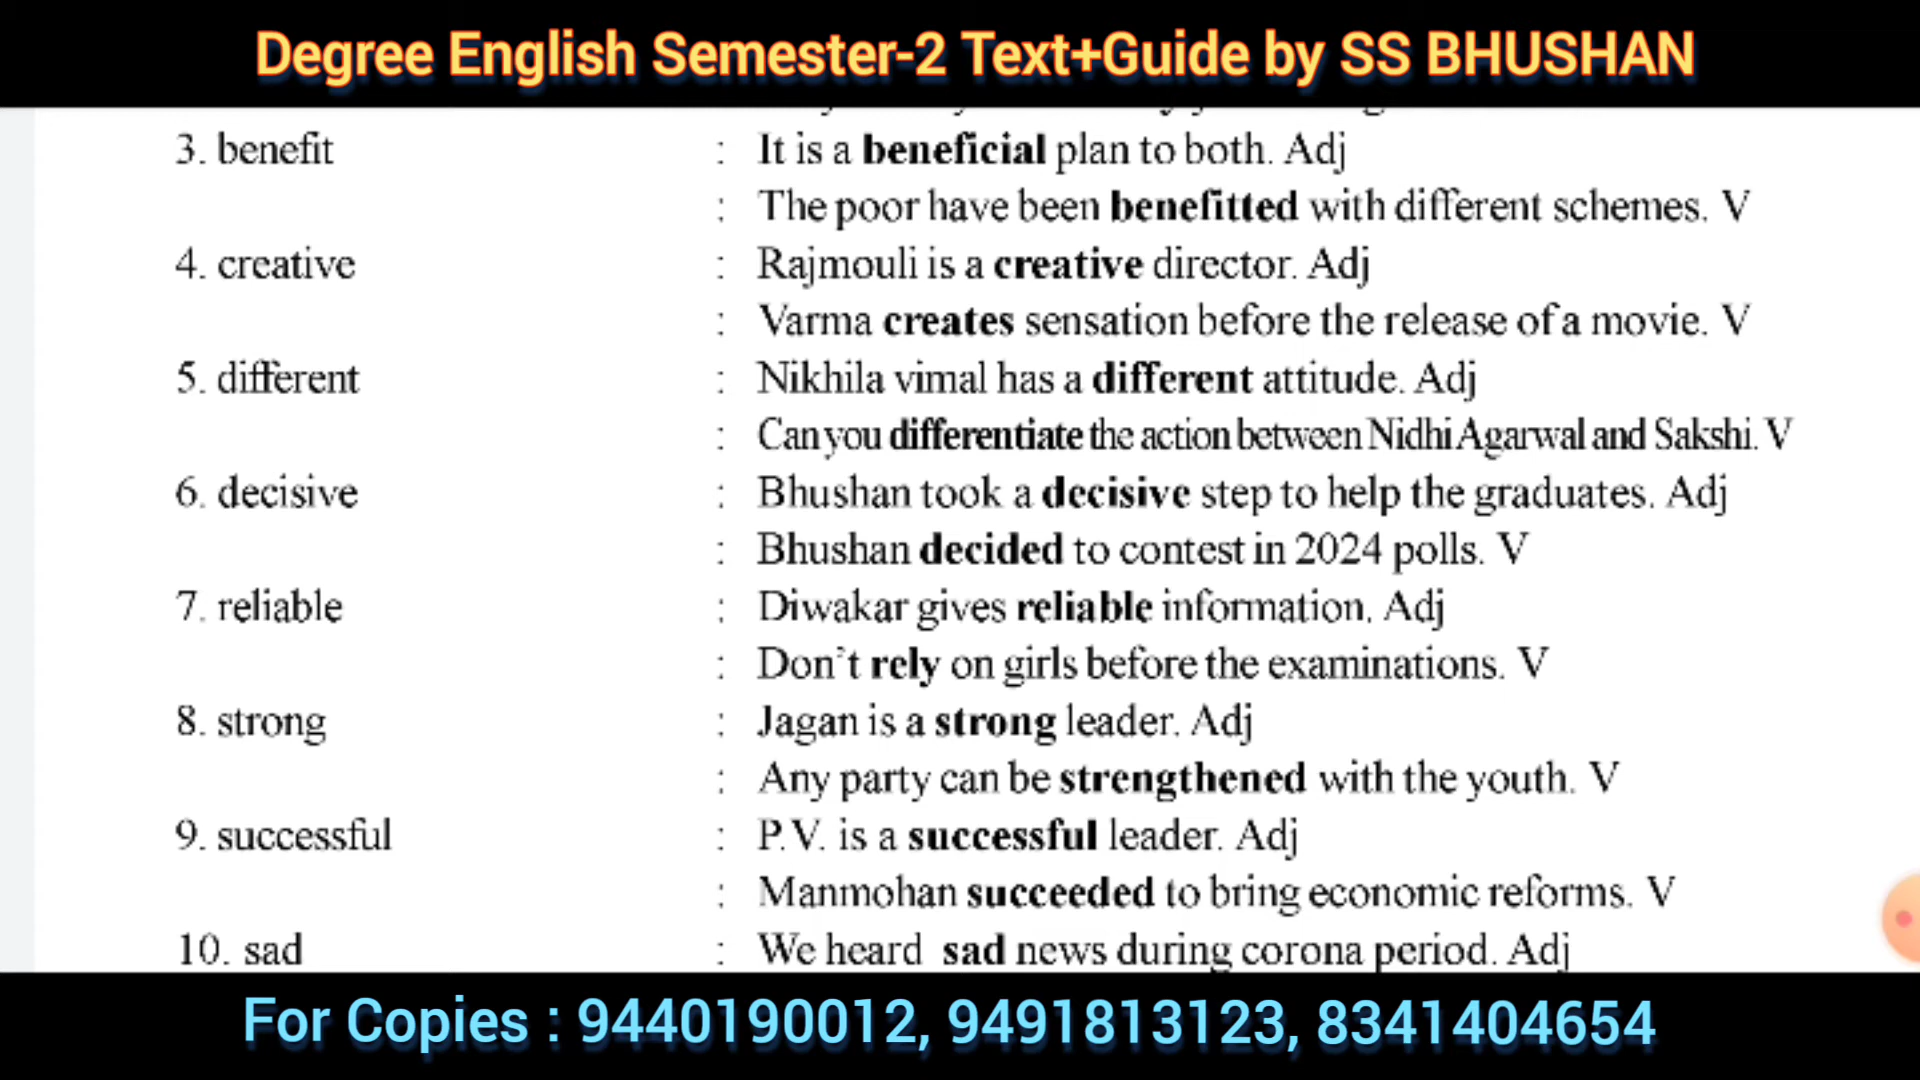 Degree English Semester-2 Text+Guide by SS BHUSHAN
3. benefit : It is a beneficial plan to both. Adj
: The poor have been benefitted with different schemes. V
4. creative : Rajmouli is a creative director. Adj
: Varma creates sensation before the release of a movie. V
5. different : Nikhila vimal has a different attitude. Adj
: Can you differentiate the action between Nidhi Agarwal and Sakshi. V
6. decisive : Bhushan took a decisive step to help the graduates. Adj
: Bhushan decided to contest in 2024 polls. V
7. reliable : Diwakar gives reliable information. Adj
: Don't rely on girls before the examinations. V
8. strong : Jagan is a strong leader. Adj
: Any party can be strengthened with the youth. V
9. successful : P.V. is a successful leader. Adj
: Manmohan succeeded to bring economic reforms. V
10. sad : We heard sad news during corona period. Adj
For Copies : 9440190012, 9491813123, 8341404654